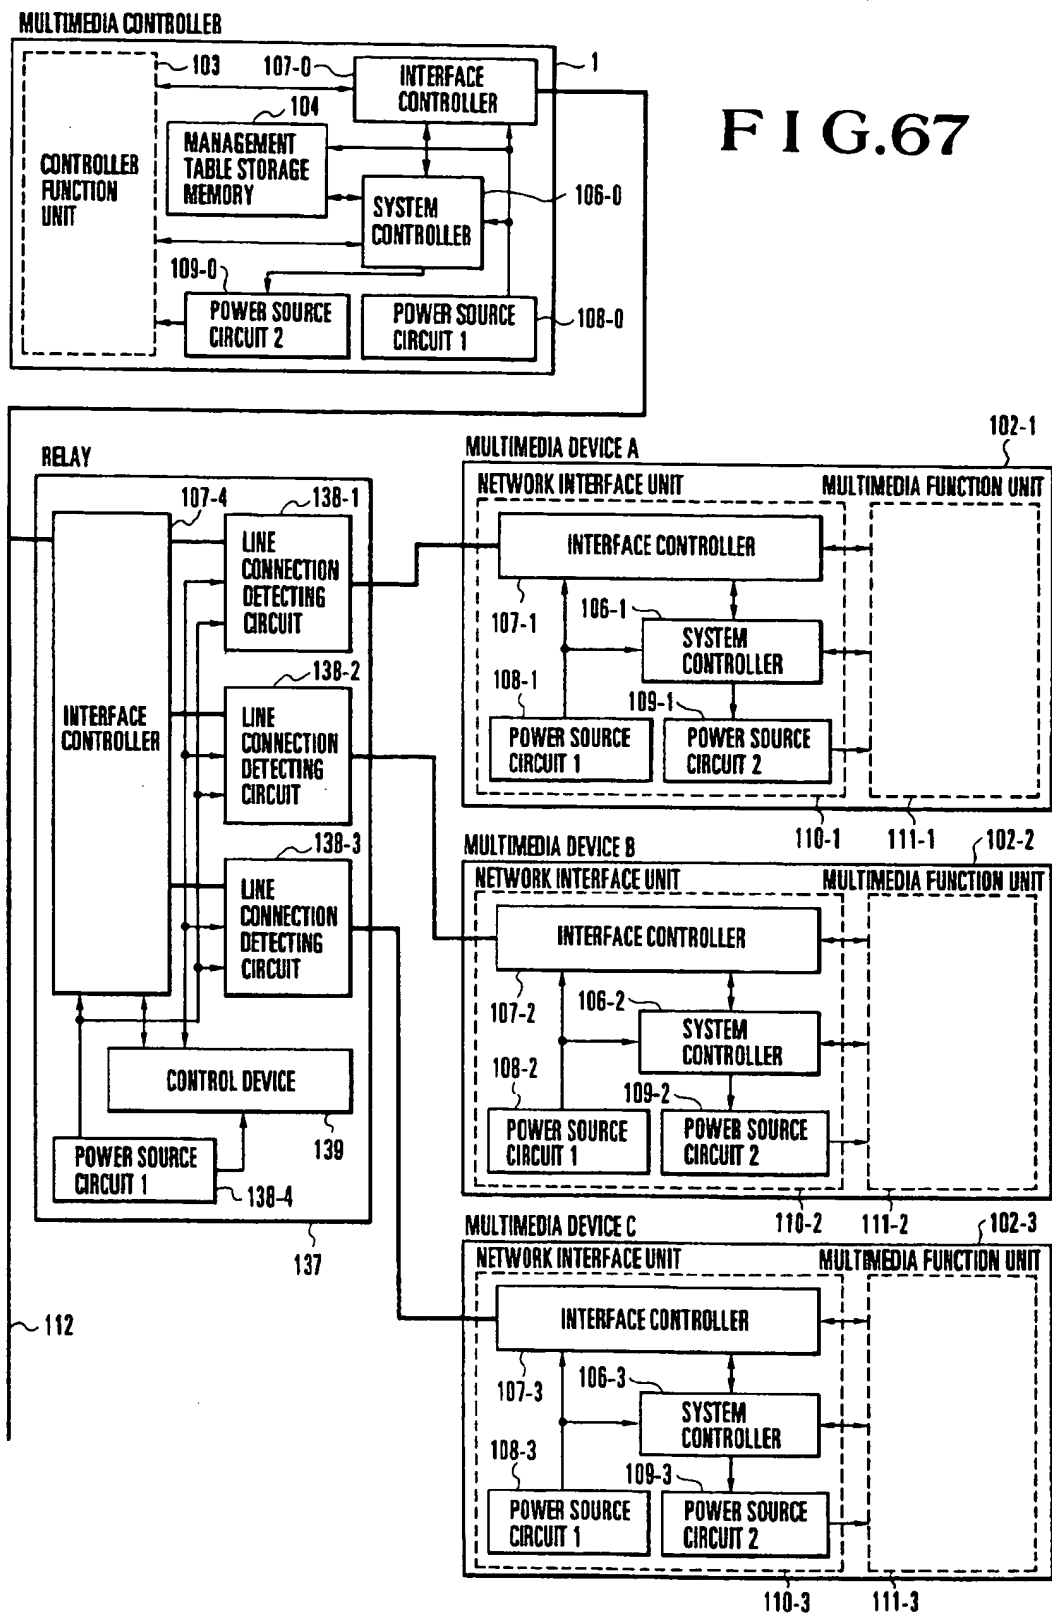 MULTIMEDIA CONTROLLER
103
107-0
INTERFACE
CONTROLLER
1
FIG.67
104
MANAGEMENT
TABLE STORAGE
MEMORY
CONTROLLER
FUNCTION
UNIT
SYSTEM
CONTROLLER
106-0
109-0
POWER SOURCE
CIRCUIT 2
POWER SOURCE
CIRCUIT 1
108-0
RELAY
107-4
138-1
LINE
CONNECTION
DETECTING
CIRCUIT
138-2
INTERFACE
CONTROLLER
LINE
CONNECTION
DETECTING
CIRCUIT
138-3
LINE
CONNECTION
DETECTING
CIRCUIT
CONTROL DEVICE
139
POWER SOURCE
CIRCUIT 1
138-4
137
112
MULTIMEDIA DEVICE A
102-1
NETWORK INTERFACE UNIT
MULTIMEDIA FUNCTION UNIT
INTERFACE CONTROLLER
107-1
106-1
SYSTEM
CONTROLLER
108-1
109-1
POWER SOURCE
CIRCUIT 1
POWER SOURCE
CIRCUIT 2
110-1
111-1
MULTIMEDIA DEVICE B
102-2
NETWORK INTERFACE UNIT
MULTIMEDIA FUNCTION UNIT
INTERFACE CONTROLLER
107-2
106-2
SYSTEM
CONTROLLER
108-2
109-2
POWER SOURCE
CIRCUIT 1
POWER SOURCE
CIRCUIT 2
110-2
111-2
MULTIMEDIA DEVICE C
102-3
NETWORK INTERFACE UNIT
MULTIMEDIA FUNCTION UNIT
INTERFACE CONTROLLER
107-3
106-3
SYSTEM
CONTROLLER
108-3
109-3
POWER SOURCE
CIRCUIT 1
POWER SOURCE
CIRCUIT 2
110-3
111-3